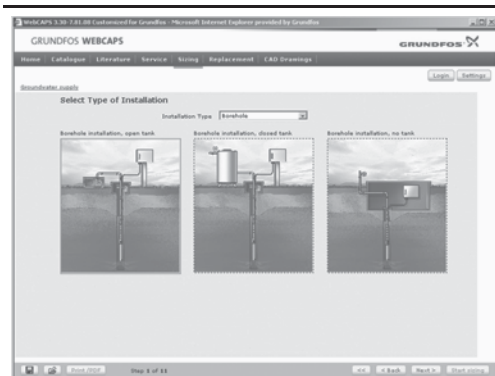 WebCAPS 3.30-7.01.08 Customized for Grundfos - Microsoft Internet Explorer provided by Grundfos
GRUNDFOS WEBCAPS
GRUNDFOS
Home Catalogue Literature Service Sizing Replacement CAD Drawings
Login Settings
Groundwater supply
Select Type of Installation
Installation Type Borehole
Borehole installation, open tank Borehole installation, closed tank Borehole installation, no tank
Print /PDF Step 1 of 11 << < Back Next > Start sizing